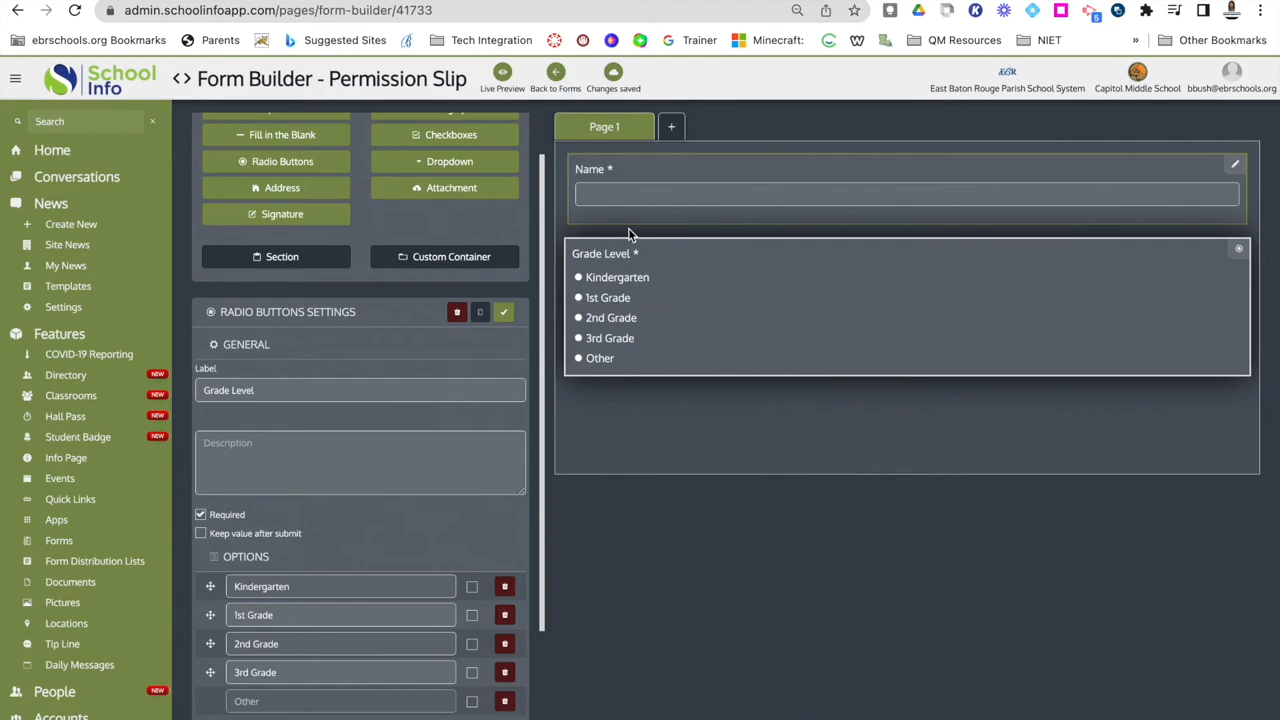 admin.schoolinfoapp.com/pages/form-builder/41733
5
ebrschools.org Bookmarks
Parents
Suggested Sites
Tech Integration
Trainer
Minecraft:
QM Resources
NIET
»
Other Bookmarks
School Info
<> Form Builder - Permission Slip
Live Preview
Back to Forms
Changes saved
EBR
East Baton Rouge Parish School System
Capitol Middle School
bbush@ebrschools.org
Search
×
Home
Conversations
News
+ Create New
Site News
My News
Templates
Settings
Features
COVID-19 Reporting
Directory NEW
Classrooms NEW
Hall Pass NEW
Student Badge NEW
Info Page
Events
Quick Links
Apps
Forms
Form Distribution Lists
Documents
Pictures
Locations
Tip Line
Daily Messages
People NEW
Accounts
Fill in the Blank
Checkboxes
Radio Buttons
Dropdown
Address
Attachment
Signature
Section
Custom Container
RADIO BUTTONS SETTINGS
GENERAL
Label
Grade Level
Description
Required
Keep value after submit
OPTIONS
Kindergarten
1st Grade
2nd Grade
3rd Grade
Other
Page 1
+
Name *
Grade Level *
Kindergarten
1st Grade
2nd Grade
3rd Grade
Other